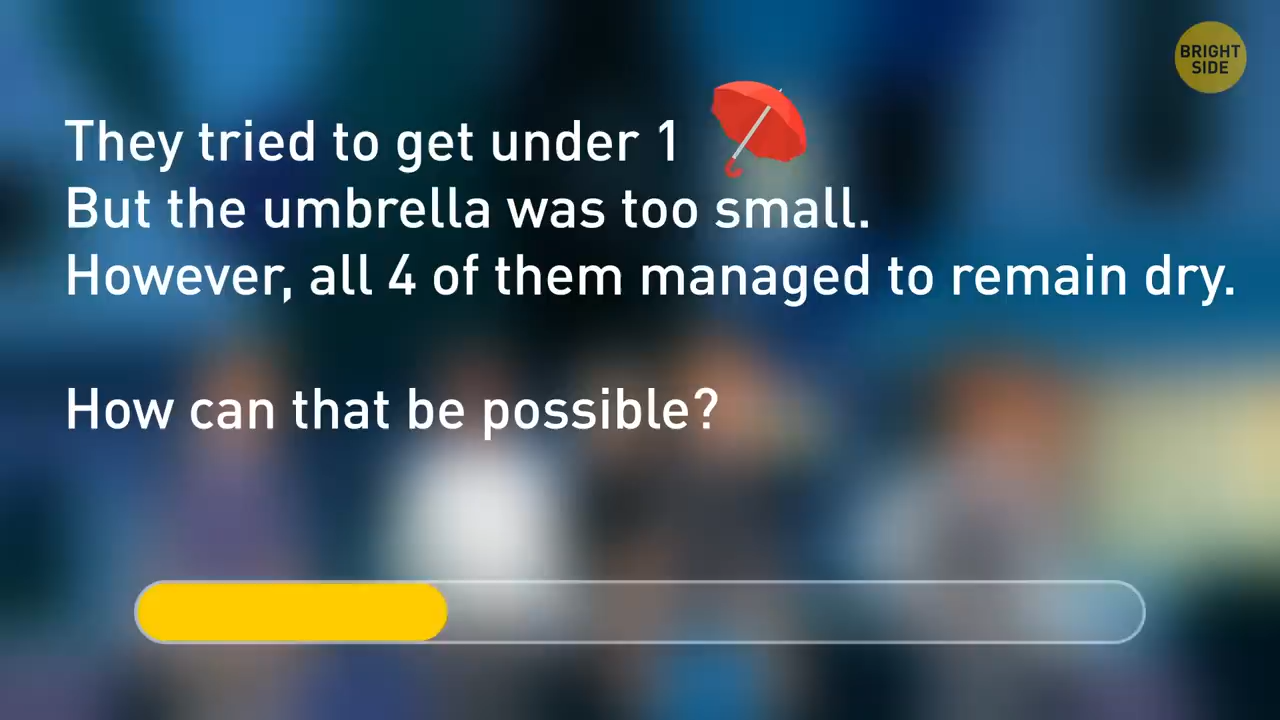 BRIGHT
SIDE
They tried to get under 1
But the umbrella was too small.
However, all 4 of them managed to remain dry.
How can that be possible?